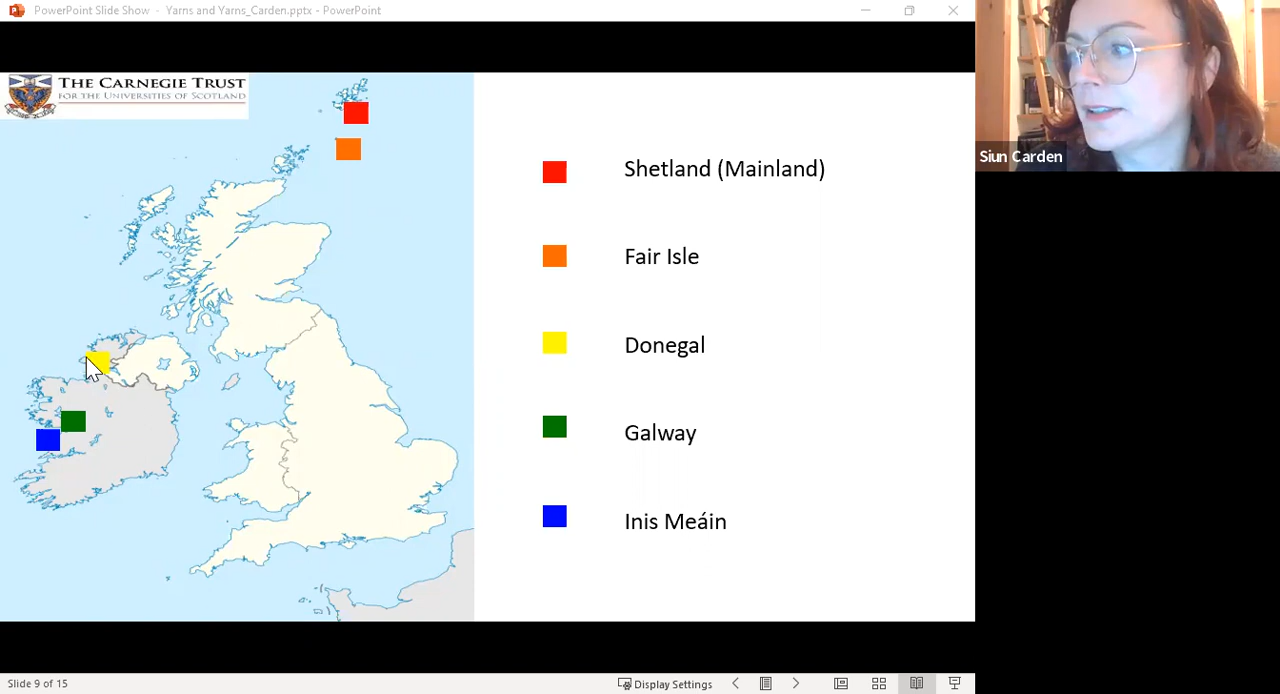 PowerPoint Slide Show - Yarns and Yarns_Carden.pptx - PowerPoint
THE CARNEGIE TRUST
FOR THE UNIVERSITIES OF SCOTLAND
Siun Carden
Shetland (Mainland)
Fair Isle
Donegal
Galway
Inis Meáin
Slide 9 of 15
Display Settings